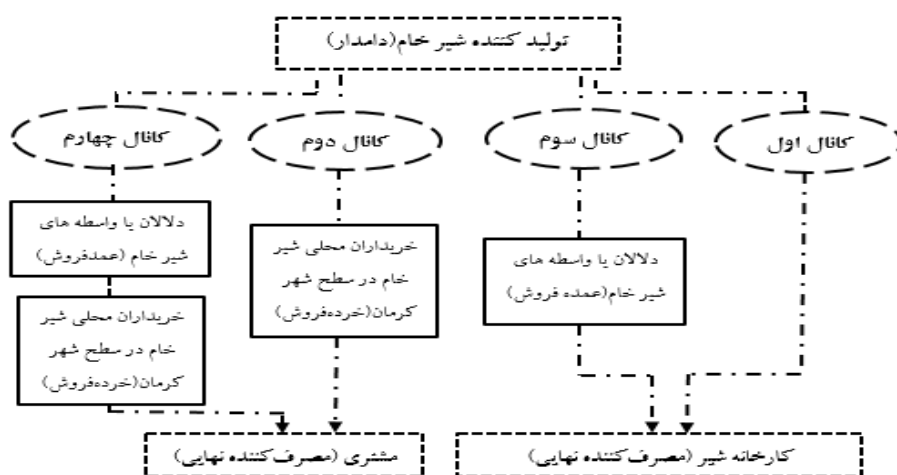 تولید کننده شیر خام(دامدار)
کانال اول
کانال سوم
کانال دوم
کانال چهارم
دلالان یا واسطه های
شیر خام(عمده فروش)
خریداران محلی شیر
خام در سطح شهر
کرمان(خرده‌فروش)
دلالان یا واسطه های
شیر خام (عمدفروش)
خریداران محلی شیر
خام در سطح شهر
کرمان(خرده‌فروش)
کارخانه شیر (مصرف‌کننده نهایی)
مشتری (مصرف‌کننده نهایی)